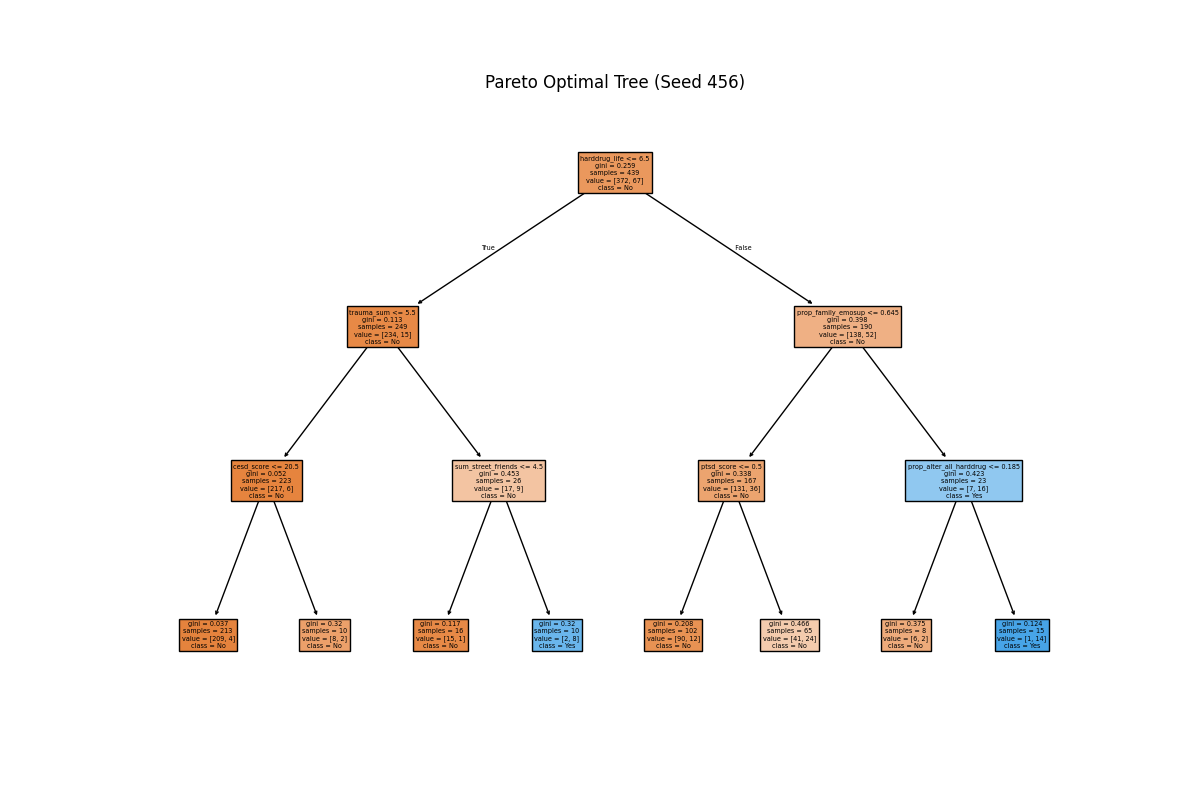 Pareto Optimal Tree (Seed 456)
harddrug_life <= 6.5
gini = 0.259
samples = 439
value = [372, 67]
class = No
True
False
trauma_sum <= 5.5
gini = 0.113
samples = 249
value = [234, 15]
class = No
prop_family_emosup <= 0.645
gini = 0.398
samples = 190
value = [138, 52]
class = No
cesd_score <= 20.5
gini = 0.052
samples = 223
value = [217, 6]
class = No
sum_street_friends <= 4.5
gini = 0.453
samples = 26
value = [17, 9]
class = No
ptsd_score <= 0.5
gini = 0.338
samples = 167
value = [131, 36]
class = No
prop_alter_all_harddrug <= 0.185
gini = 0.423
samples = 23
value = [7, 16]
class = Yes
gini = 0.037
samples = 213
value = [209, 4]
class = No
gini = 0.32
samples = 10
value = [8, 2]
class = No
gini = 0.117
samples = 16
value = [15, 1]
class = No
gini = 0.32
samples = 10
value = [2, 8]
class = Yes
gini = 0.208
samples = 102
value = [90, 12]
class = No
gini = 0.466
samples = 65
value = [41, 24]
class = No
gini = 0.375
samples = 8
value = [6, 2]
class = No
gini = 0.124
samples = 15
value = [1, 14]
class = Yes